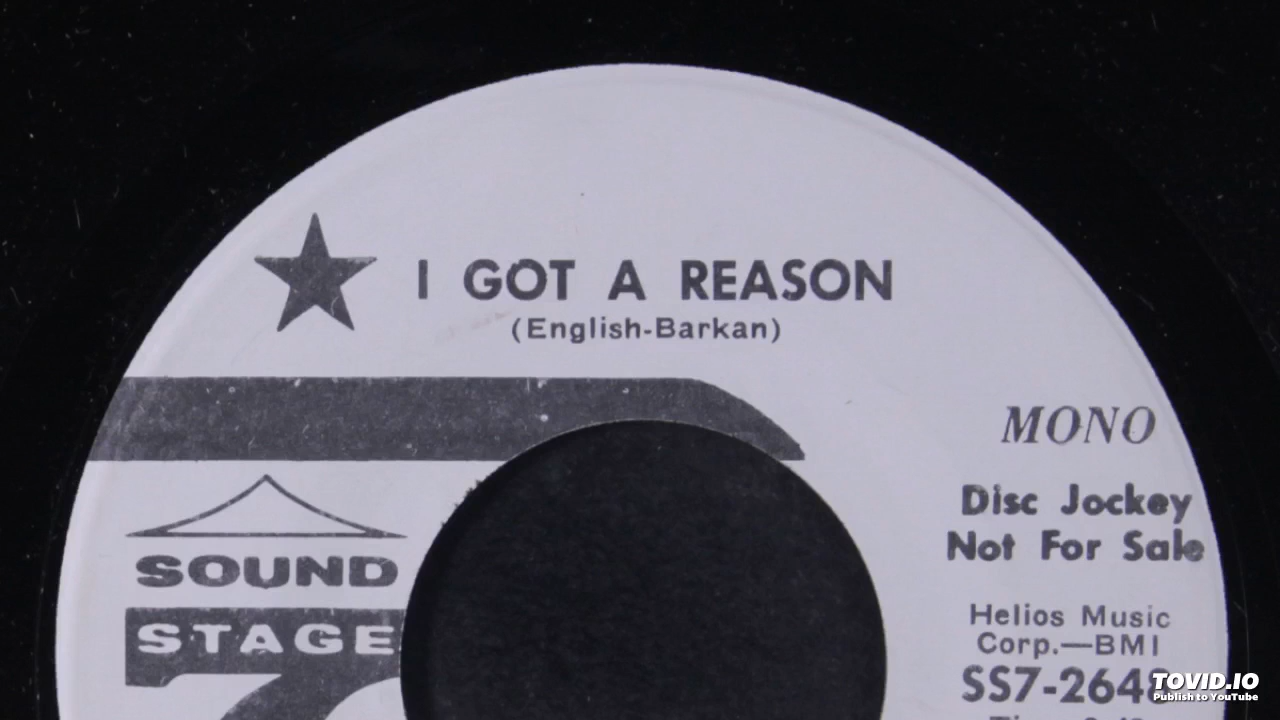 I GOT A REASON
(English-Barkan)
MONO
Disc Jockey
Not For Sale
SOUND
STAGE
7
Helios Music
Corp.—BMI
TOVID.IO
Publish to YouTube